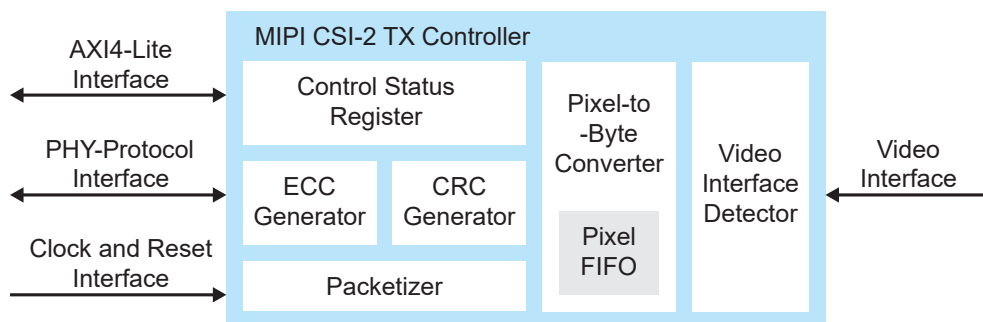 MIPI CSI-2 TX Controller
AXI4-Lite
Interface
PHY-Protocol
Interface
Clock and Reset
Interface
Control Status
Register
ECC
Generator
CRC
Generator
Packetizer
Pixel-to
-Byte
Converter
Pixel
FIFO
Video
Interface
Detector
Video
Interface